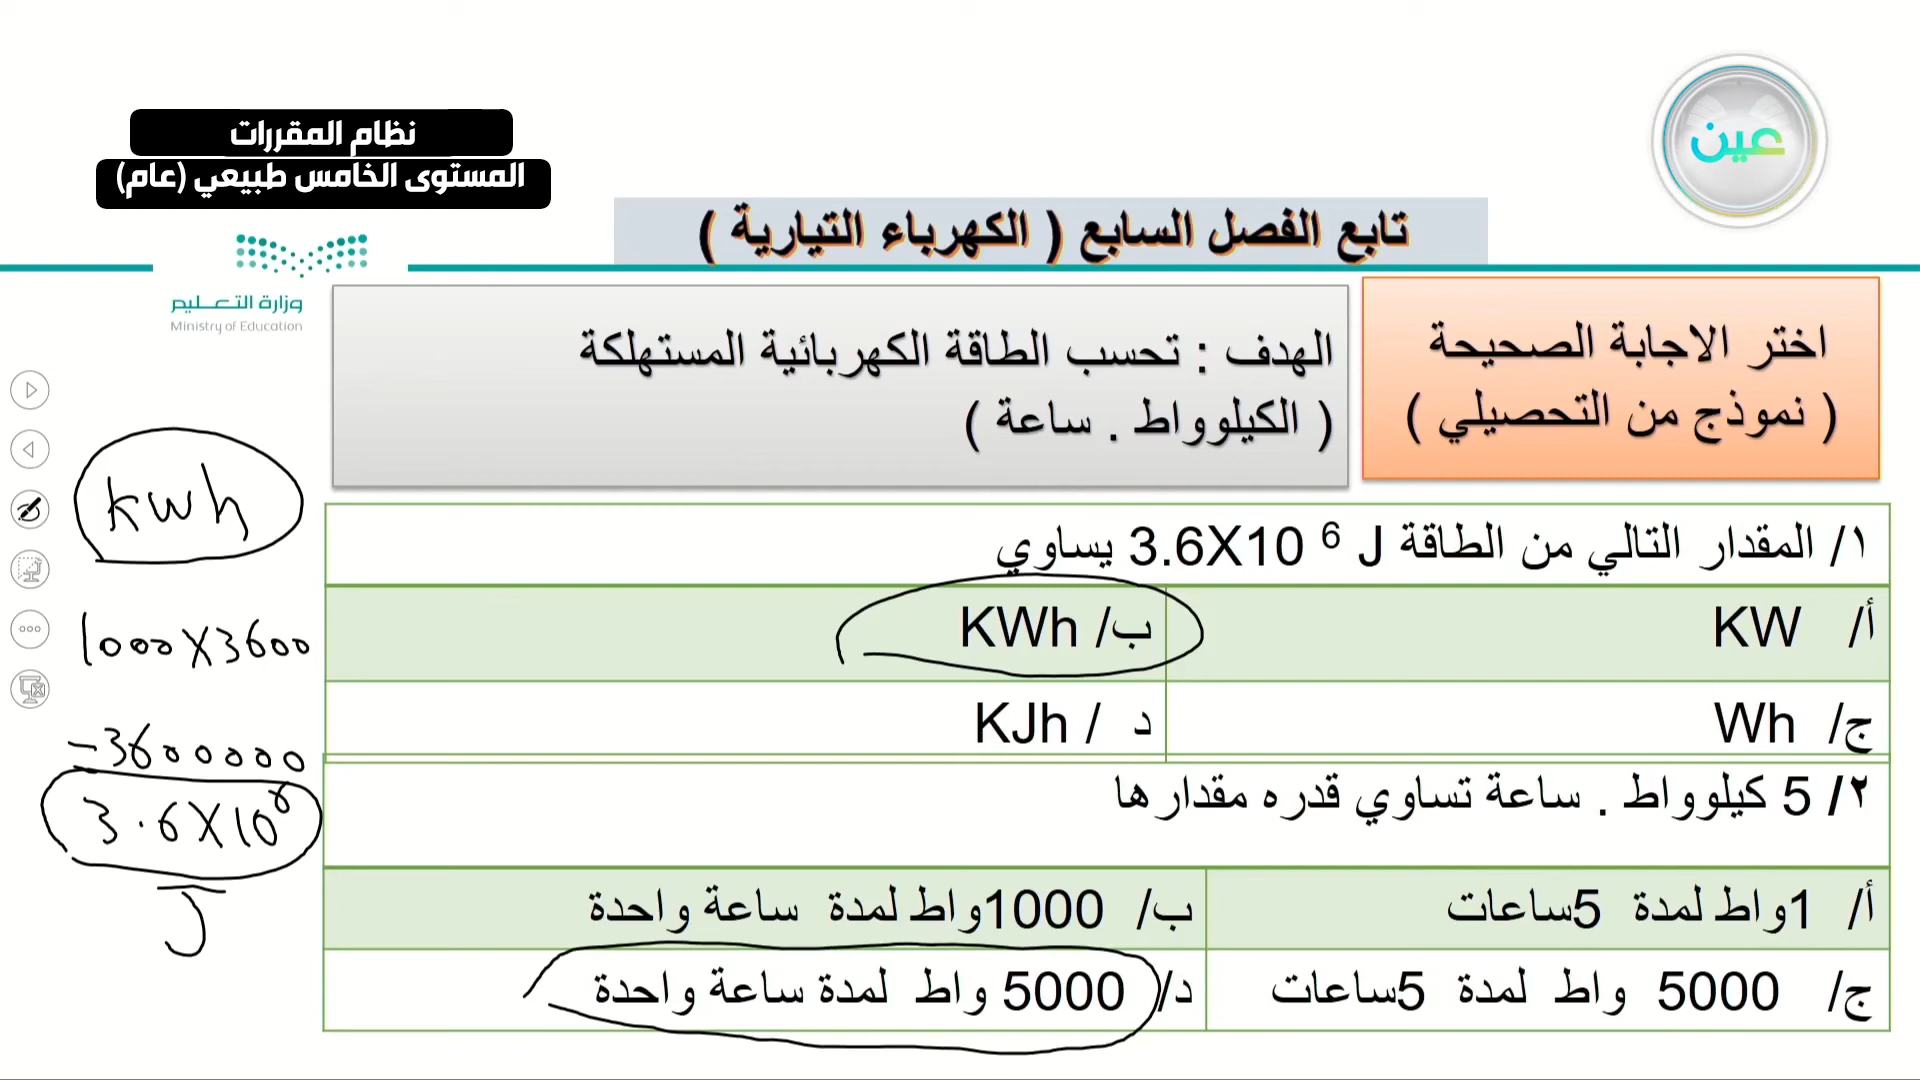 عين
نظام المقررات
المستوى الخامس طبيعي (عام)
تابع الفصل السابع ( الكهرباء التيارية )
وزارة التعليم
Ministry of Education
اختر الاجابة الصحيحة
( نموذج من التحصيلي )
الهدف : تحسب الطاقة الكهربائية المستهلكة
( الكيلوواط . ساعة )
١/ المقدار التالي من الطاقة 3.6X10 ⁶ J يساوي
أ/ KW
ب/ KWh
ج/ Wh
د / KJh
٢/ 5 كيلوواط . ساعة تساوي قدره مقدارها
أ/ 1واط لمدة 5ساعات
ب/ 1000واط لمدة ساعة واحدة
ج/ 5000 واط لمدة 5ساعات
د/ 5000 واط لمدة ساعة واحدة
kwh
1000X3600
-3600000
3.6X10⁶
J